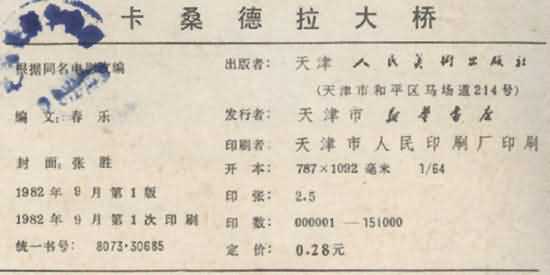 卡桑德拉大桥
根据同名电影改编
编文:春乐
封面:张胜
1982年9月第1版
1982年9月第1次印刷
统一书号: 8073·30685
出版者: 天津人民美術出版社
(天津市和平区马场道214号)
发行者: 天津市新华書店
印刷者: 天津市人民印刷厂印刷
开本: 787×1092毫米 1/64
印张: 2.5
印数: 000001—151000
定价: 0.28元